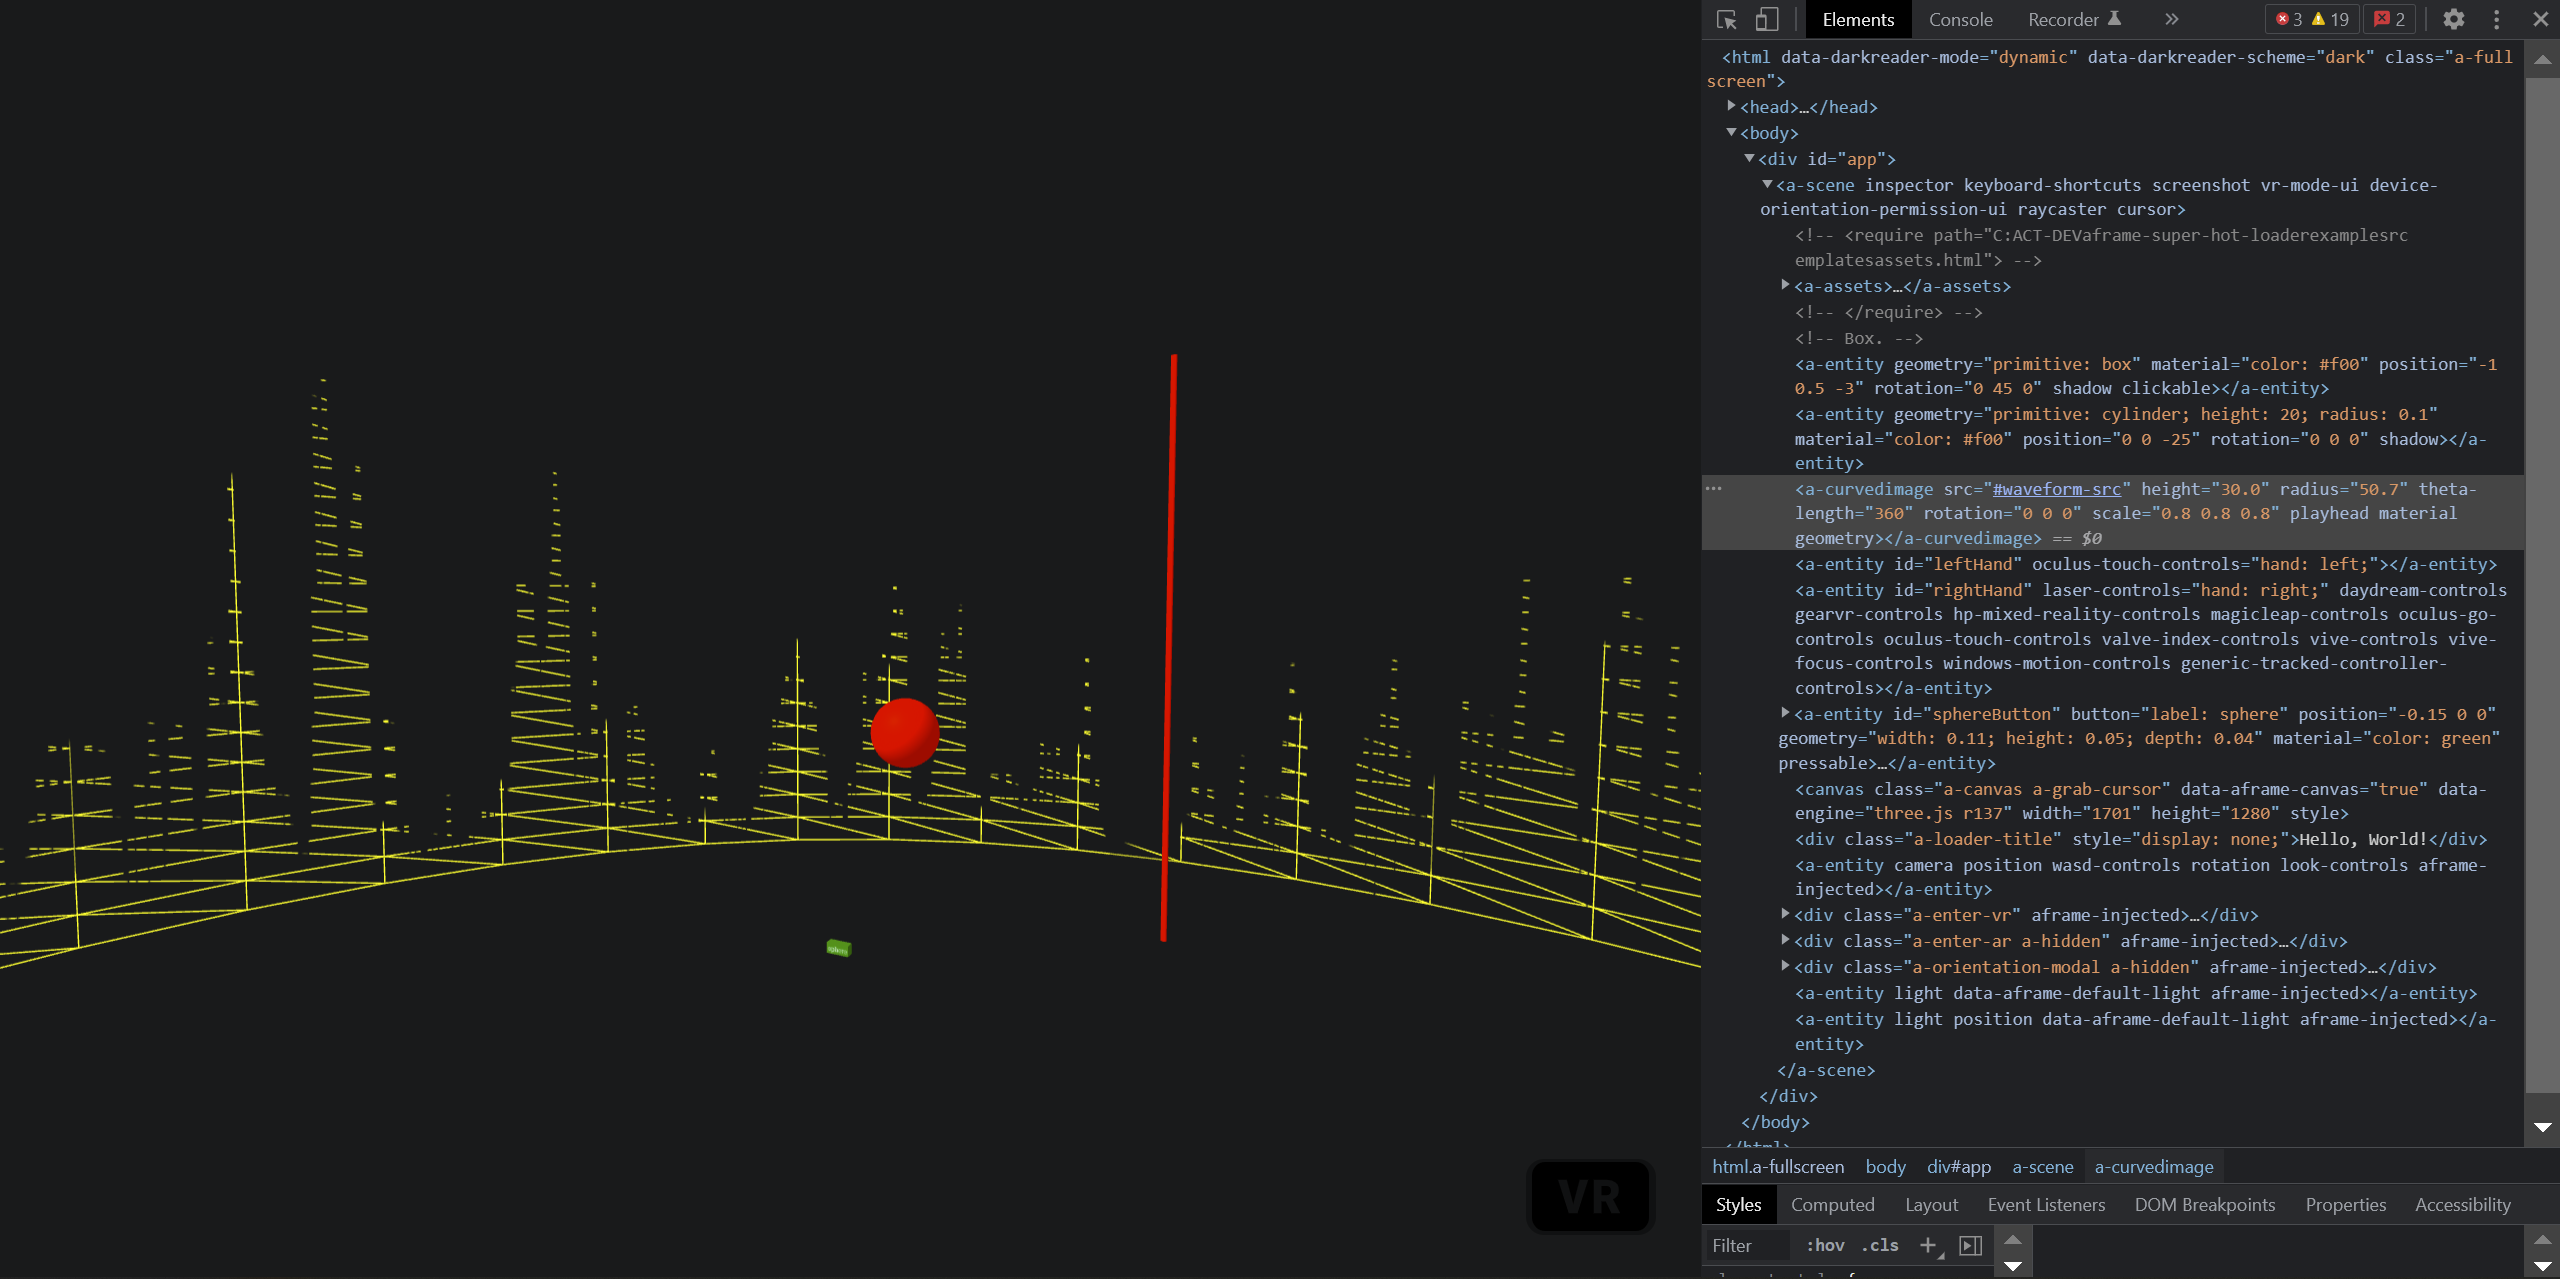 Elements Console Recorder 3 19 2
<html data-darkreader-mode="dynamic" data-darkreader-scheme="dark" class="a-full
screen">
<head>…</head>
<body>
<div id="app">
<a-scene inspector keyboard-shortcuts screenshot vr-mode-ui device-
orientation-permission-ui raycaster cursor>
<!-- <require path="C:ACT-DEVaframe-super-hot-loaderexamplesrc
emplatesassets.html"> -->
<a-assets>…</a-assets>
<!-- </require> -->
<!-- Box. -->
<a-entity geometry="primitive: box" material="color: #f00" position="-1
0.5 -3" rotation="0 45 0" shadow clickable></a-entity>
<a-entity geometry="primitive: cylinder; height: 20; radius: 0.1"
material="color: #f00" position="0 0 -25" rotation="0 0 0" shadow></a-
entity>
<a-curvedimage src="#waveform-src" height="30.0" radius="50.7" theta-
length="360" rotation="0 0 0" scale="0.8 0.8 0.8" playhead material
geometry></a-curvedimage> == $0
<a-entity id="leftHand" oculus-touch-controls="hand: left;"></a-entity>
<a-entity id="rightHand" laser-controls="hand: right;" daydream-controls
gearvr-controls hp-mixed-reality-controls magicleap-controls oculus-go-
controls oculus-touch-controls valve-index-controls vive-controls vive-
focus-controls windows-motion-controls generic-tracked-controller-
controls></a-entity>
<a-entity id="sphereButton" button="label: sphere" position="-0.15 0 0"
geometry="width: 0.11; height: 0.05; depth: 0.04" material="color: green"
pressable>…</a-entity>
<canvas class="a-canvas a-grab-cursor" data-aframe-canvas="true" data-
engine="three.js r137" width="1701" height="1280" style>
<div class="a-loader-title" style="display: none;">Hello, World!</div>
<a-entity camera position wasd-controls rotation look-controls aframe-
injected></a-entity>
<div class="a-enter-vr" aframe-injected>…</div>
<div class="a-enter-ar a-hidden" aframe-injected>…</div>
<div class="a-orientation-modal a-hidden" aframe-injected>…</div>
<a-entity light data-aframe-default-light aframe-injected></a-entity>
<a-entity light position data-aframe-default-light aframe-injected></a-
entity>
</a-scene>
</div>
</body>
</html>
html.a-fullscreen body div#app a-scene a-curvedimage
Styles Computed Layout Event Listeners DOM Breakpoints Properties Accessibility
Filter :hov .cls
VR